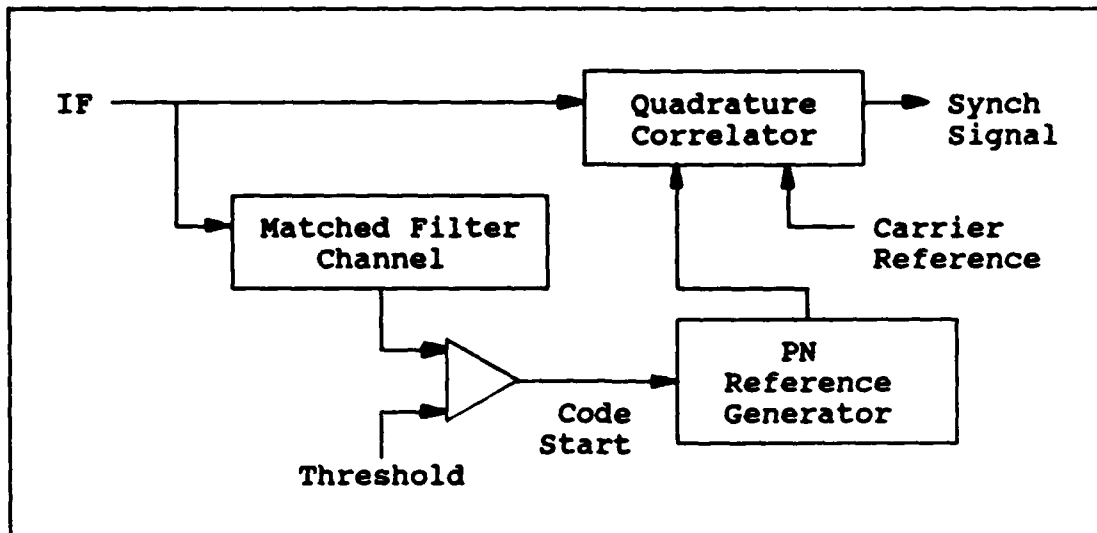 IF
Quadrature
Correlator
Synch
Signal
Matched Filter
Channel
Carrier
Reference
PN
Reference
Generator
Code
Start
Threshold